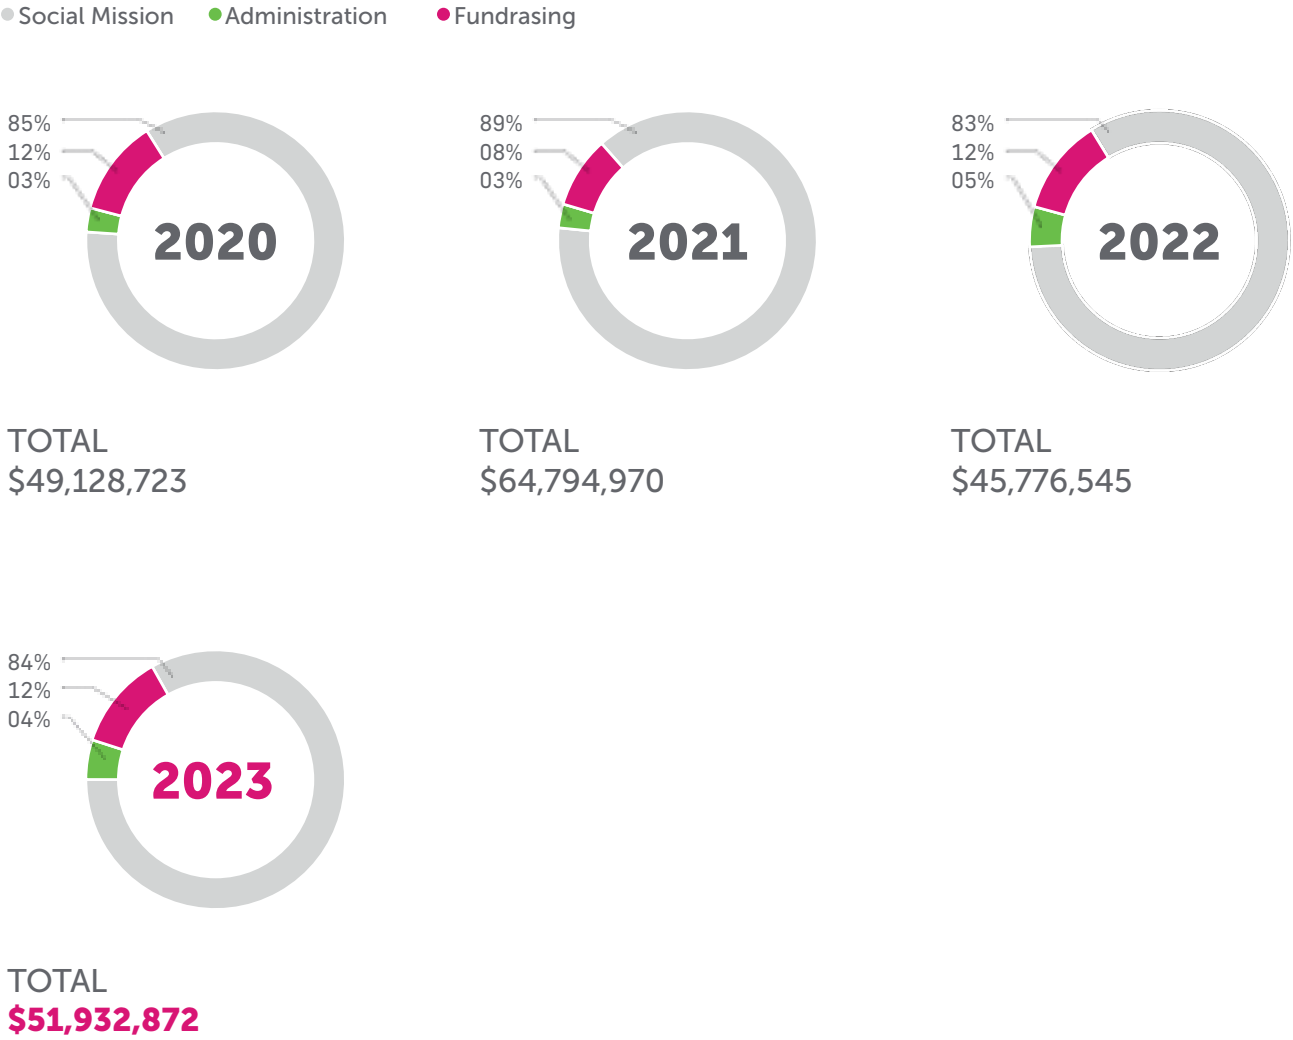 Social Mission
Administration
Fundrasing
85%
12%
03%
2020
TOTAL
$49,128,723
89%
08%
03%
2021
TOTAL
$64,794,970
83%
12%
05%
2022
TOTAL
$45,776,545
84%
12%
04%
2023
TOTAL
$51,932,872